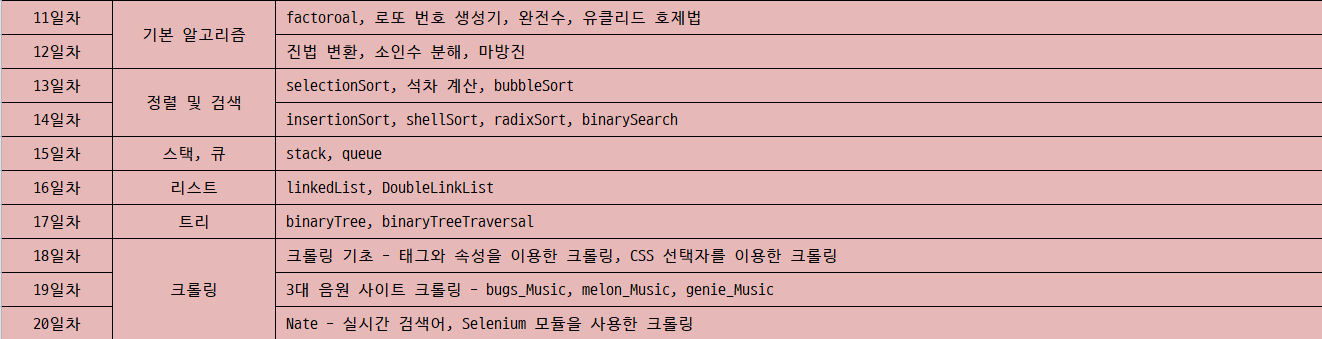 11일차 기본 알고리즘 factoroal, 로또 번호 생성기, 완전수, 유클리드 호제법
12일차 진법 변환, 소인수 분해, 마방진
13일차 정렬 및 검색 selectionSort, 석차 계산, bubbleSort
14일차 insertionSort, shellSort, radixSort, binarySearch
15일차 스택, 큐 stack, queue
16일차 리스트 linkedList, DoubleLinkList
17일차 트리 binaryTree, binaryTreeTraversal
18일차 크롤링 기초 - 태그와 속성을 이용한 크롤링, CSS 선택자를 이용한 크롤링
19일차 크롤링 3대 음원 사이트 크롤링 - bugs_Music, melon_Music, genie_Music
20일차 Nate - 실시간 검색어, Selenium 모듈을 사용한 크롤링